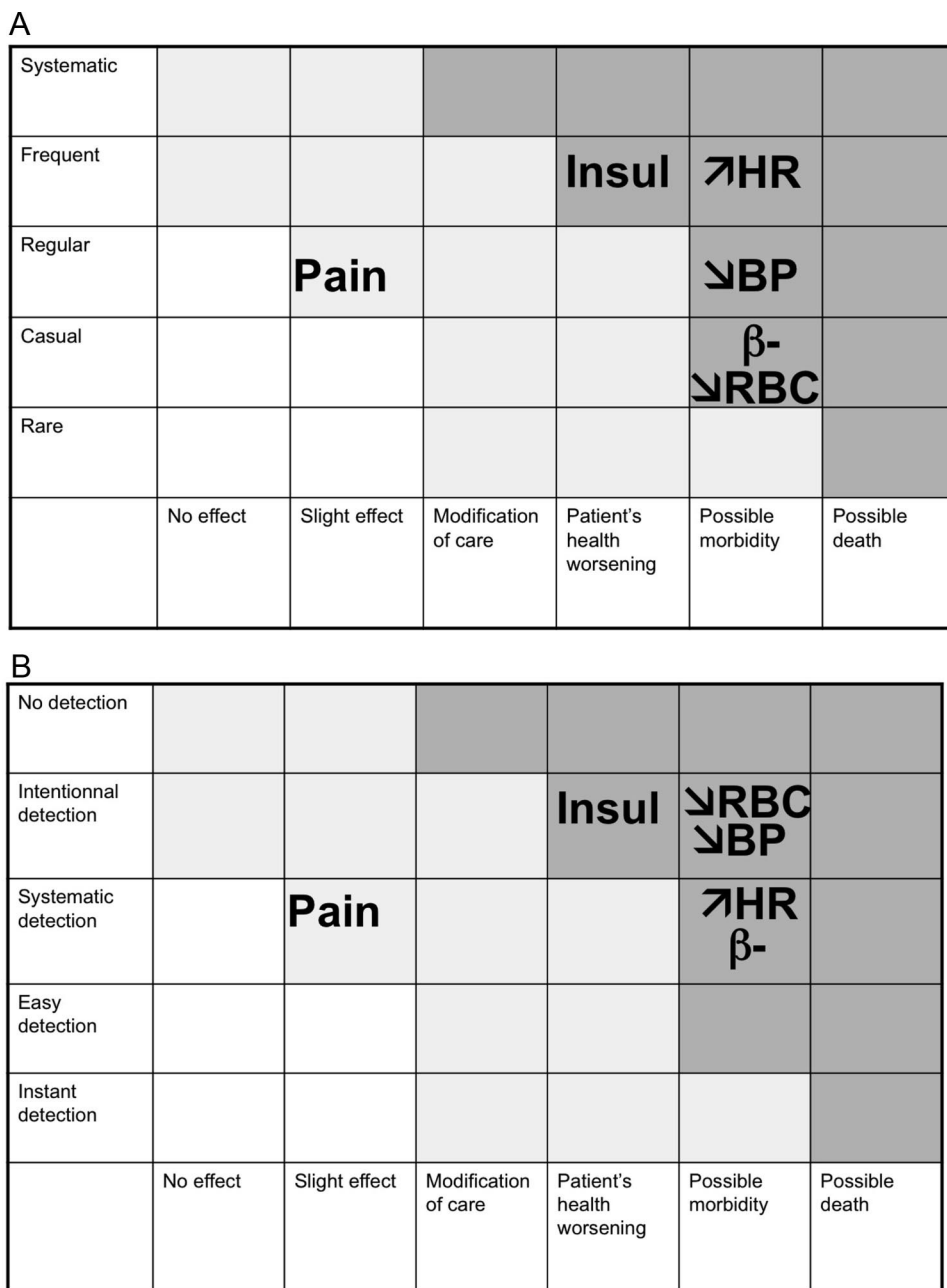 A
Systematic
Frequent
Insul
↗HR
Regular
Pain
↘BP
Casual
β-
↘RBC
Rare
No effect
Slight effect
Modification
of care
Patient's
health
worsening
Possible
morbidity
Possible
death
B
No detection
Intentionnal
detection
Insul
↘RBC
↘BP
Systematic
detection
Pain
↗HR
β-
Easy
detection
Instant
detection
No effect
Slight effect
Modification
of care
Patient's
health
worsening
Possible
morbidity
Possible
death